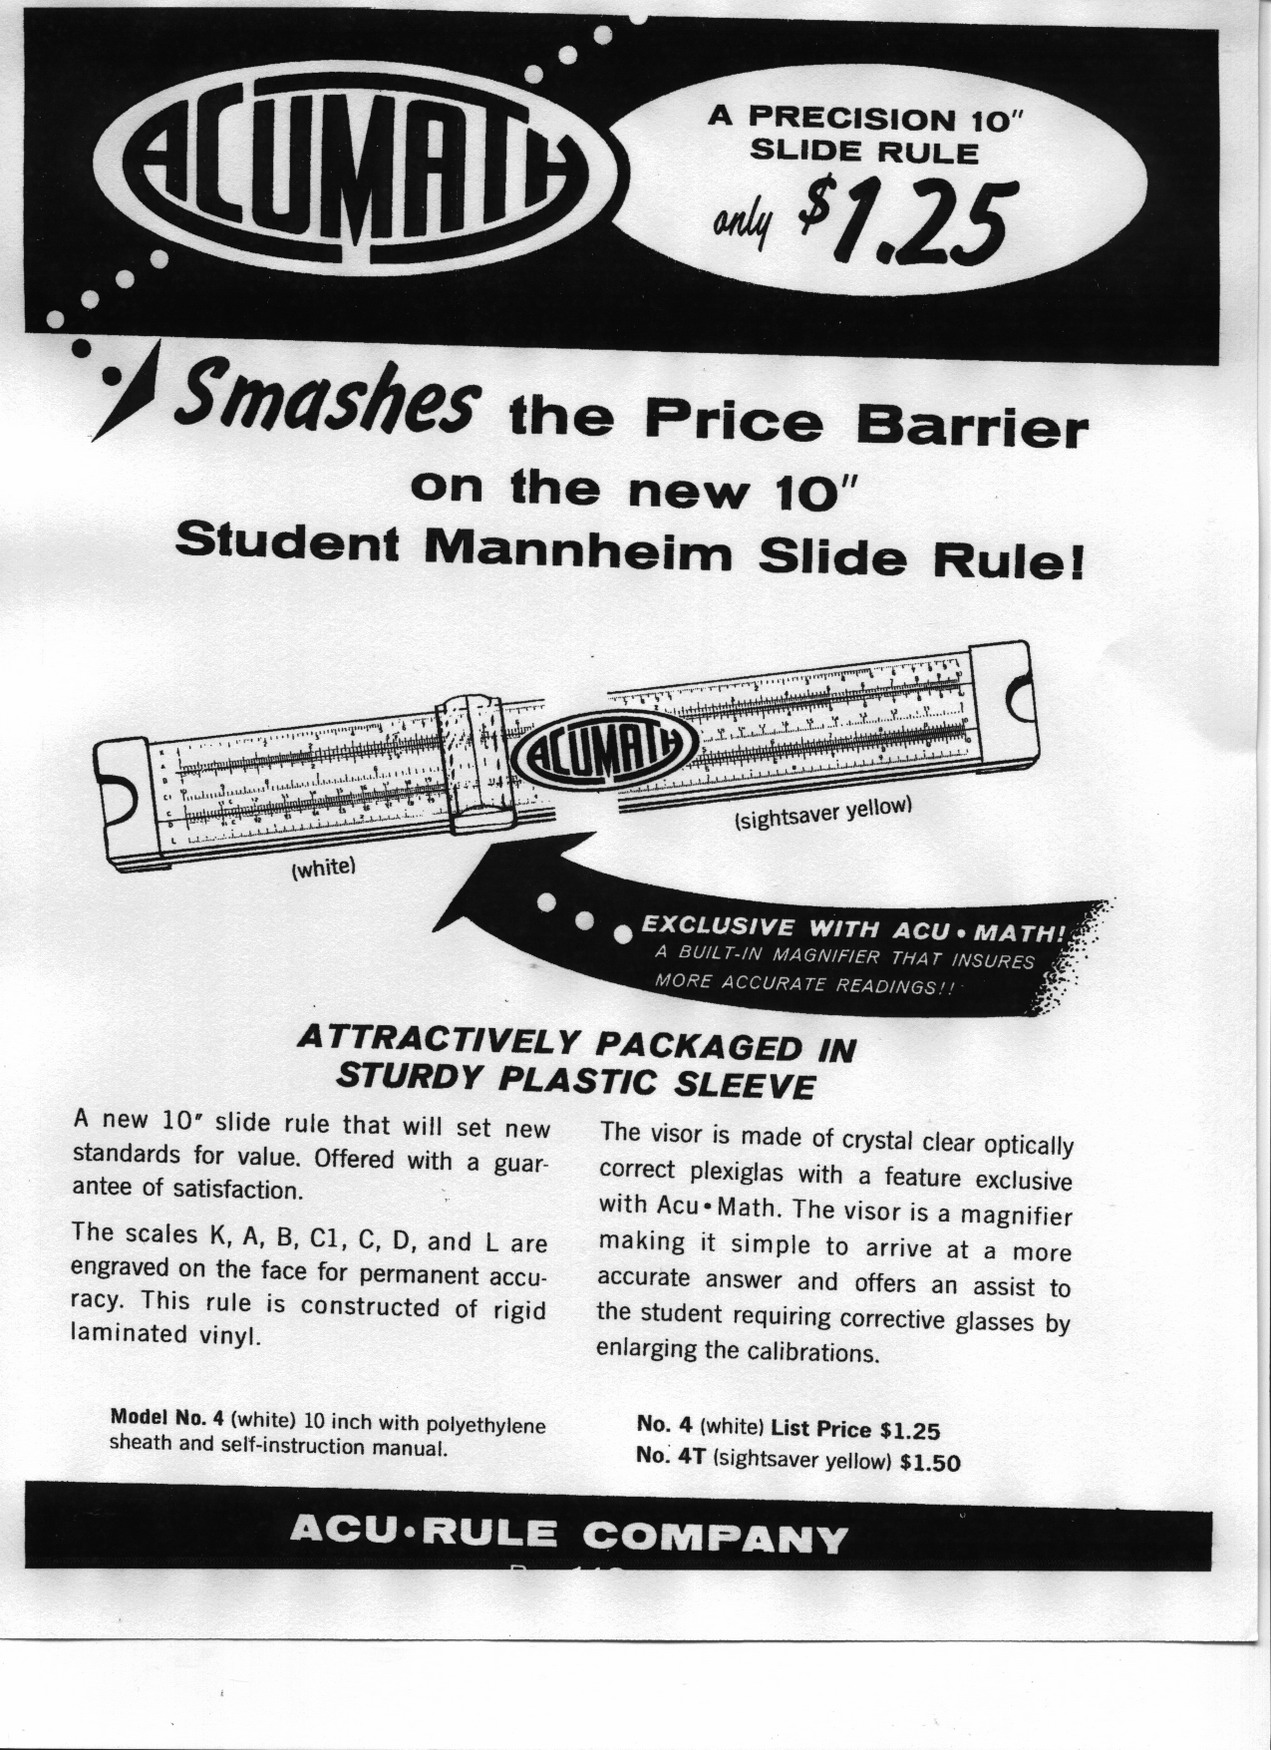 ACUMATH
A PRECISION 10"
SLIDE RULE
only $1.25
Smashes the Price Barrier
on the new 10"
Student Mannheim Slide Rule!
ACUMATH
(white)
(sightsaver yellow)
EXCLUSIVE WITH ACU•MATH!
A BUILT-IN MAGNIFIER THAT INSURES
MORE ACCURATE READINGS!!
ATTRACTIVELY PACKAGED IN
STURDY PLASTIC SLEEVE
A new 10" slide rule that will set new
standards for value. Offered with a guar-
antee of satisfaction.
The scales K, A, B, C1, C, D, and L are
engraved on the face for permanent accu-
racy. This rule is constructed of rigid
laminated vinyl.
The visor is made of crystal clear optically
correct plexiglas with a feature exclusive
with Acu•Math. The visor is a magnifier
making it simple to arrive at a more
accurate answer and offers an assist to
the student requiring corrective glasses by
enlarging the calibrations.
Model No. 4 (white) 10 inch with polyethylene
sheath and self-instruction manual.
No. 4 (white) List Price $1.25
No. 4T (sightsaver yellow) $1.50
ACU•RULE COMPANY